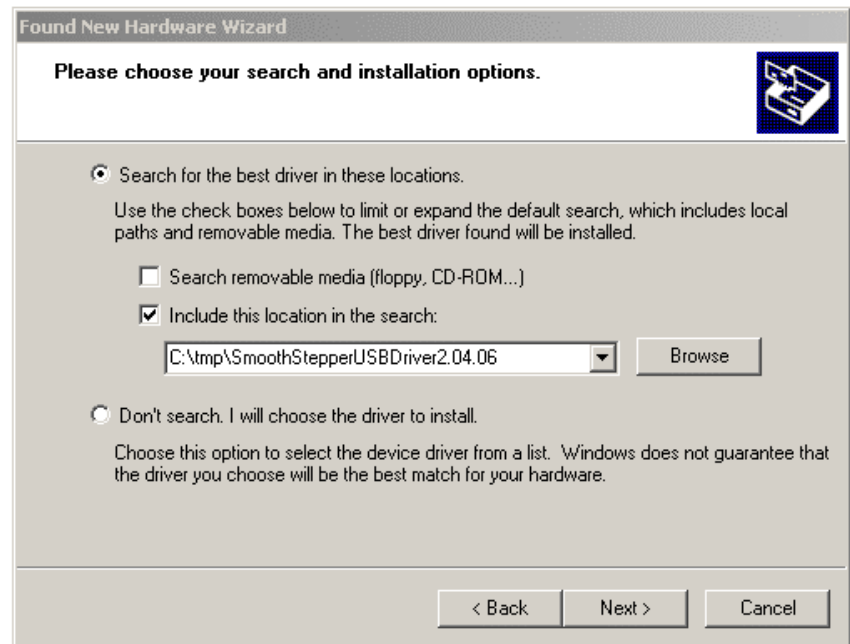 Found New Hardware Wizard
Please choose your search and installation options.
Search for the best driver in these locations.
Use the check boxes below to limit or expand the default search, which includes local
paths and removable media. The best driver found will be installed.
Search removable media (floppy, CD-ROM...)
Include this location in the search:
C:\tmp\SmoothStepperUSBDriver2.04.06
Browse
Don't search. I will choose the driver to install.
Choose this option to select the device driver from a list. Windows does not guarantee that
the driver you choose will be the best match for your hardware.
< Back Next > Cancel